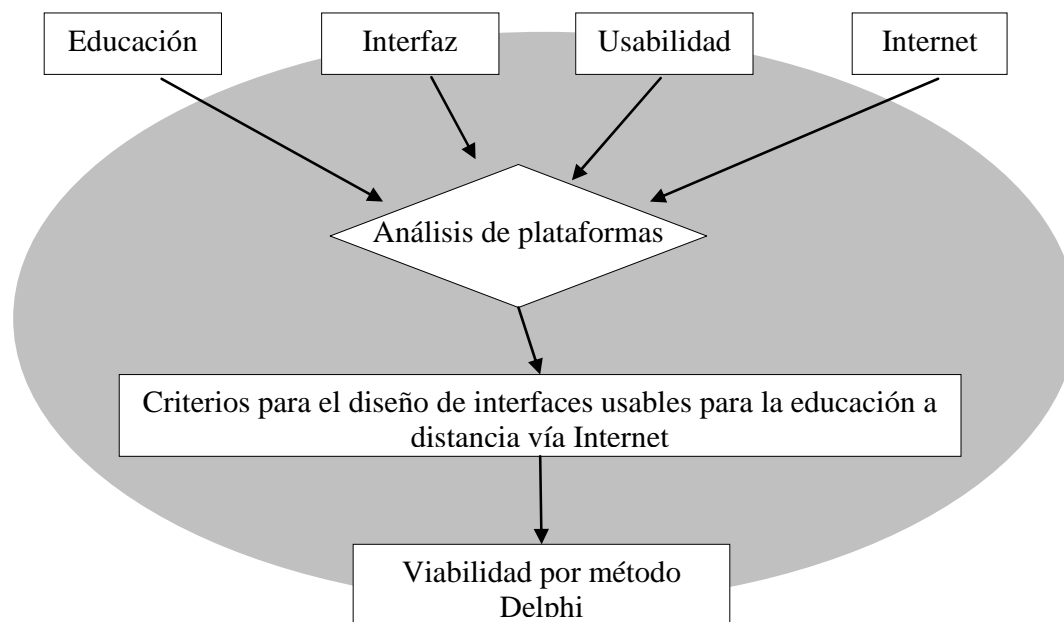 Educación
Interfaz
Usabilidad
Internet
Análisis de plataformas
Criterios para el diseño de interfaces usables para la educación a
distancia vía Internet
Viabilidad por método
Delphi